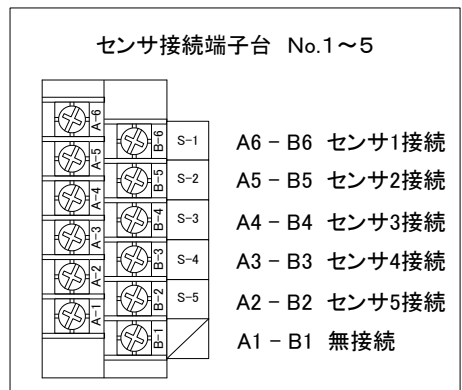 センサ接続端子台 No.1～5
A-6
A-5
A-4
A-3
A-2
A-1
B-6
B-5
B-4
B-3
B-2
B-1
S-1
S-2
S-3
S-4
S-5
A6 - B6 センサ1接続
A5 - B5 センサ2接続
A4 - B4 センサ3接続
A3 - B3 センサ4接続
A2 - B2 センサ5接続
A1 - B1 無接続